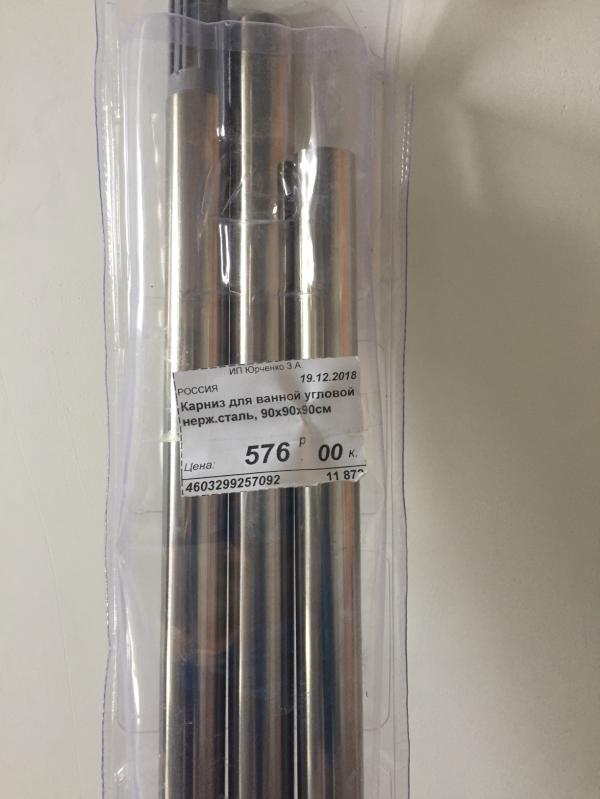 ИП Юрченко З.А.
РОССИЯ 19.12.2018
Карниз для ванной угловой
нерж.сталь, 90х90х90см
Цена: 576 р. 00 к.
4603299257092